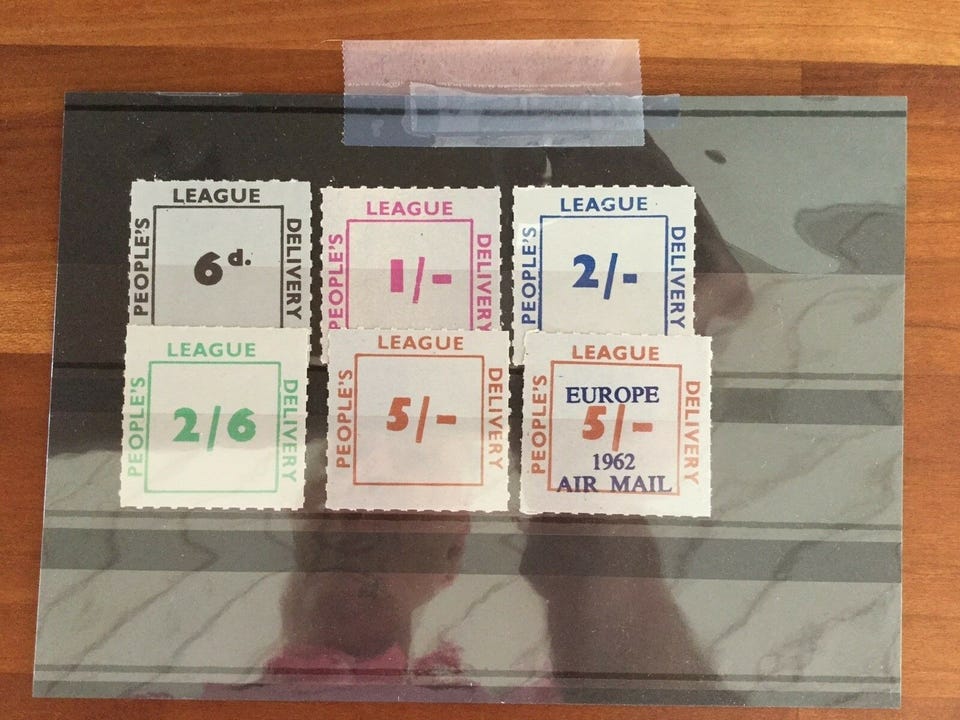 LEAGUE
PEOPLE'S
6d.
DELIVERY
LEAGUE
PEOPLE'S
1/-
DELIVERY
LEAGUE
PEOPLE'S
2/-
DELIVERY
LEAGUE
PEOPLE'S
2/6
DELIVERY
LEAGUE
PEOPLE'S
5/-
DELIVERY
LEAGUE
PEOPLE'S
EUROPE
5/-
1962
AIR MAIL
DELIVERY